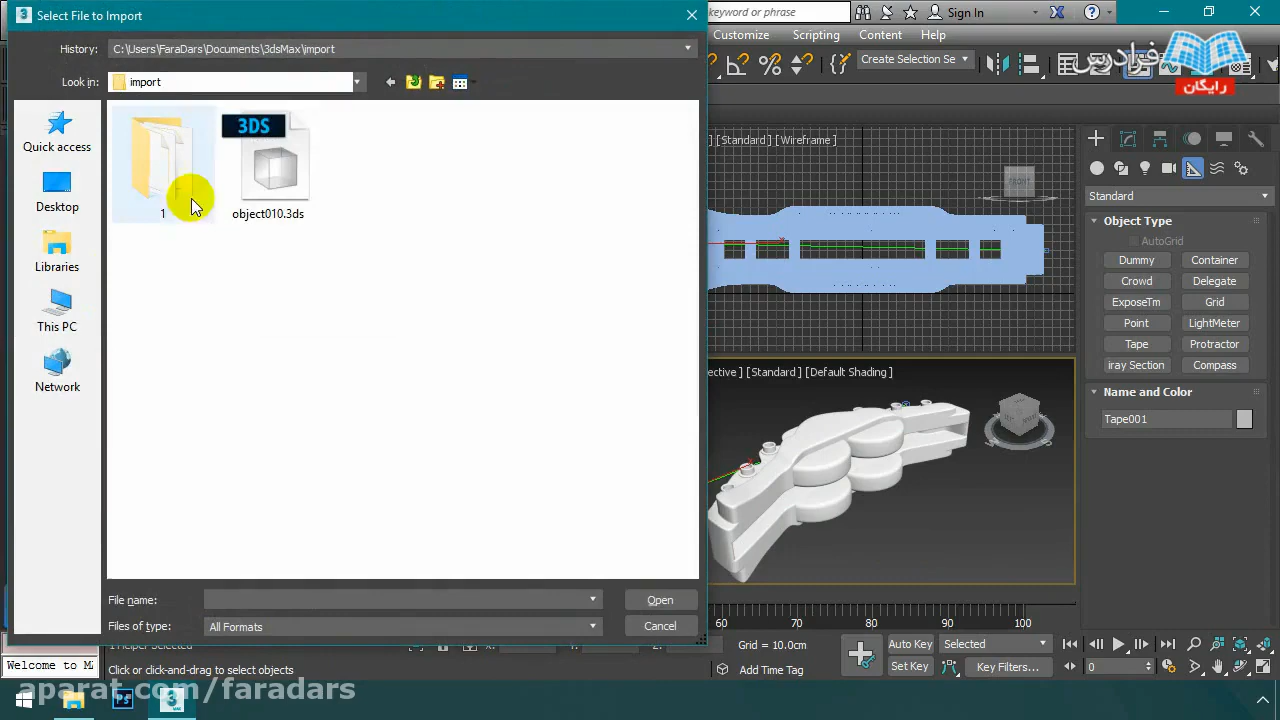 Select File to Import
History:
C:\Users\FaraDars\Documents\3dsMax\import
Look in:
import
Quick access
Desktop
Libraries
This PC
Network
1
3DS
object010.3ds
File name:
Open
Files of type:
All Formats
Cancel
keyword or phrase
Sign In
Customize
Scripting
Content
Help
Create Selection Se
فرادرس
رایگان
[Standard ] [Wireframe ]
FRONT
Standard
Object Type
AutoGrid
Dummy
Container
Crowd
Delegate
ExposeTm
Grid
Point
LightMeter
Tape
Protractor
iray Section
Compass
Name and Color
Tape001
ective ] [Standard ] [Default Shading ]
60
70
80
90
100
Welcome to M
Click or click-and-drag to select objects
Grid = 10.0cm
Add Time Tag
Auto Key
Selected
Set Key
Key Filters...
0
aparat.com/faradars